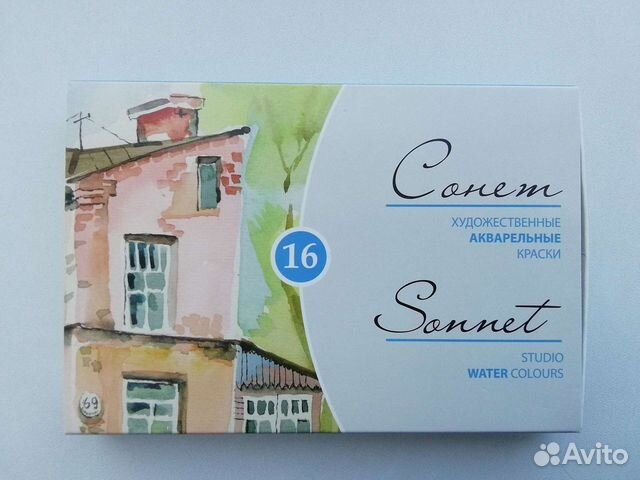 Сонет
ХУДОЖЕСТВЕННЫЕ
АКВАРЕЛЬНЫЕ
КРАСКИ
16
Sonnet
STUDIO
WATER COLOURS
69
Avito